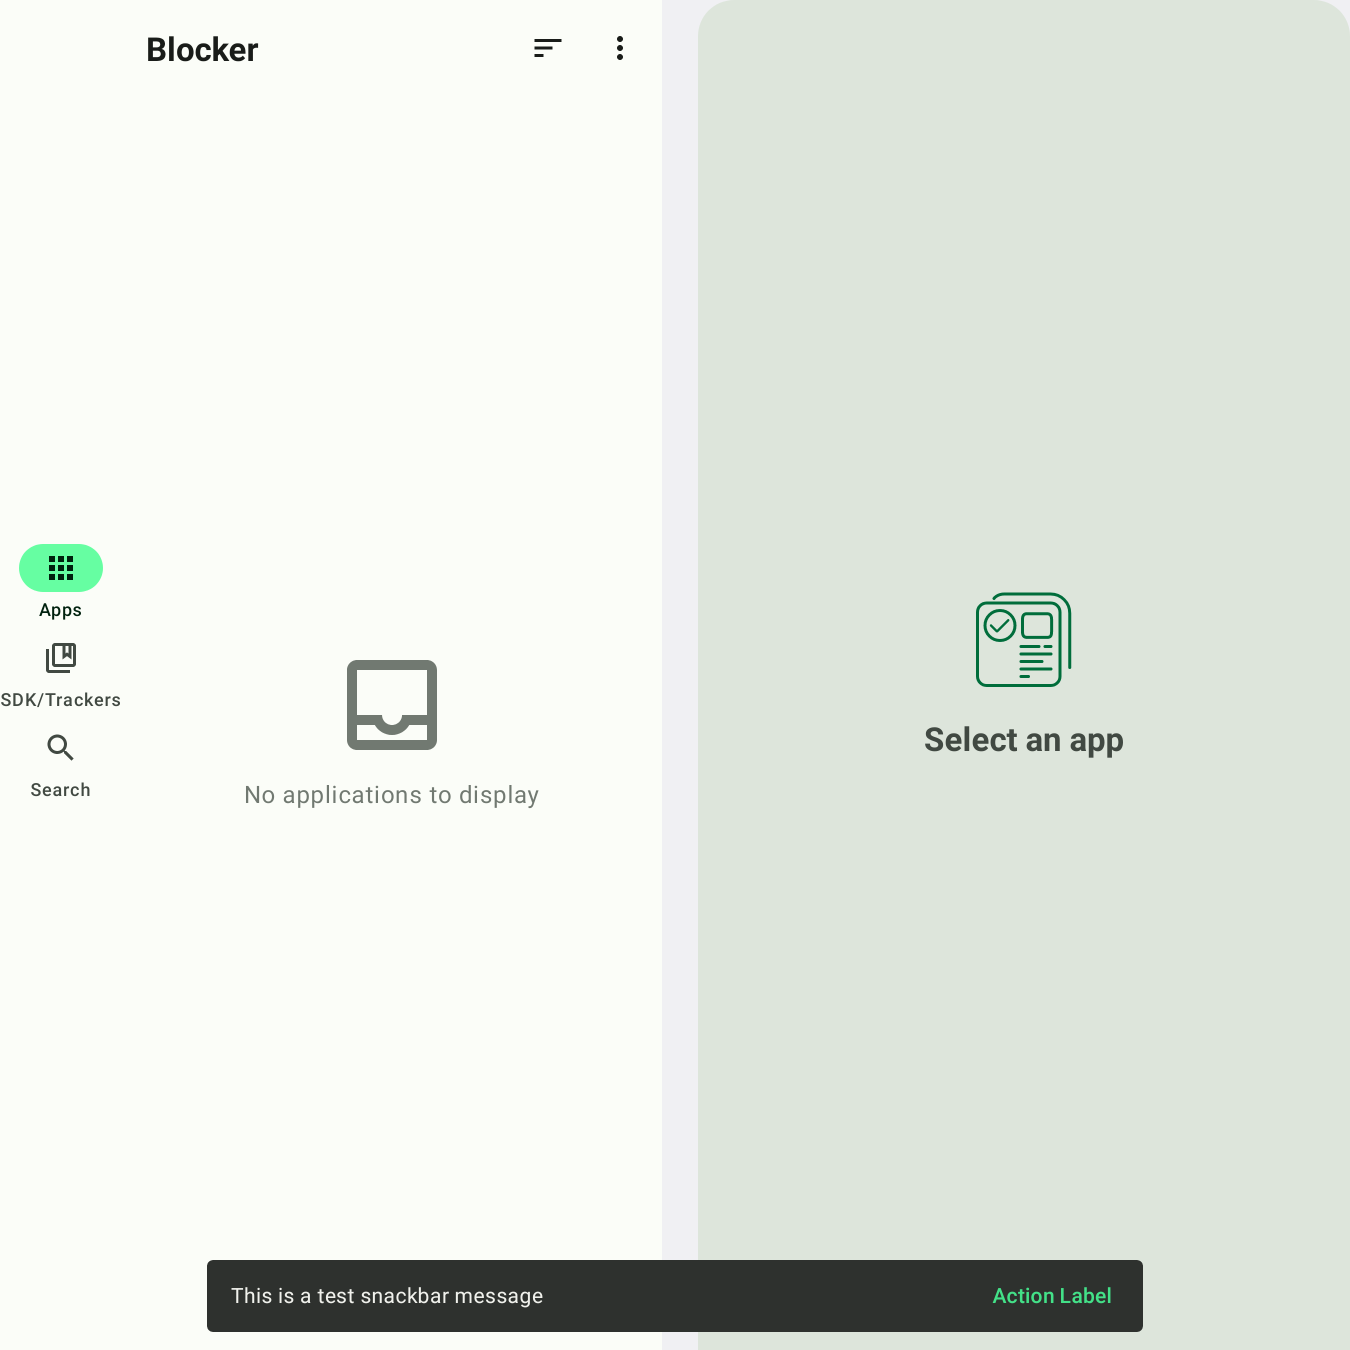 Blocker
Apps
SDK/Trackers
Search
No applications to display
Select an app
This is a test snackbar message
Action Label